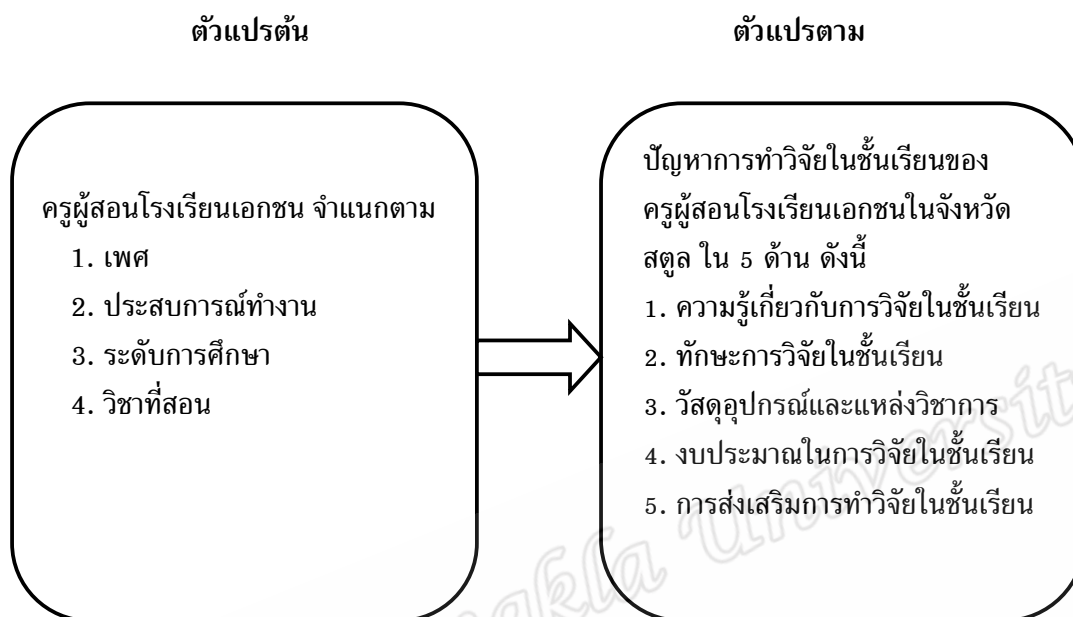 ตัวแปรต้น
ตัวแปรตาม
ครูผู้สอนโรงเรียนเอกชน จำแนกตาม
1. เพศ
2. ประสบการณ์ทำงาน
3. ระดับการศึกษา
4. วิชาที่สอน
ปัญหาการทำวิจัยในชั้นเรียนของ
ครูผู้สอนโรงเรียนเอกชนในจังหวัด
สตูล ใน 5 ด้าน ดังนี้
1. ความรู้เกี่ยวกับการวิจัยในชั้นเรียน
2. ทักษะการวิจัยในชั้นเรียน
3. วัสดุอุปกรณ์และแหล่งวิชาการ
4. งบประมาณในการวิจัยในชั้นเรียน
5. การส่งเสริมการทำวิจัยในชั้นเรียน